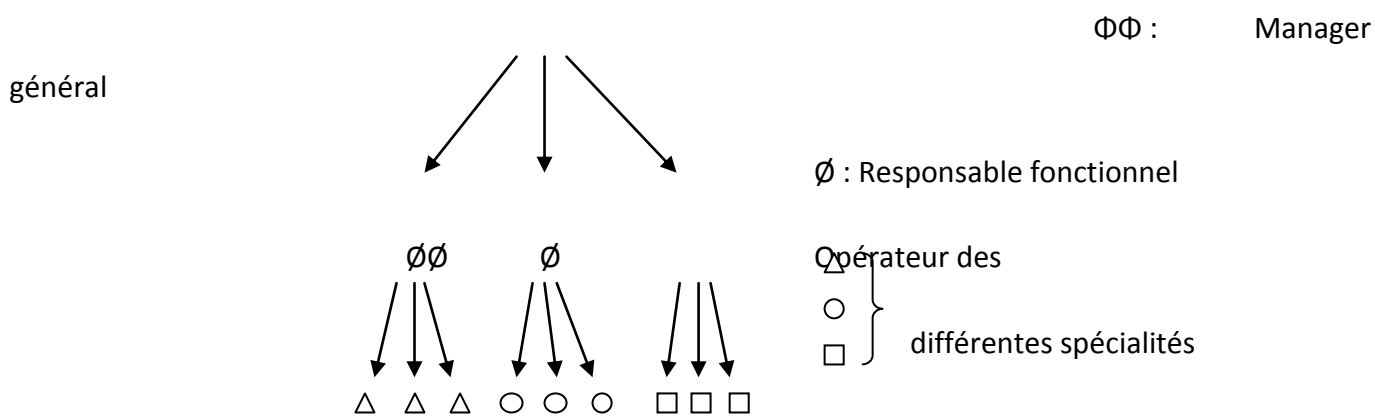 ΦΦ : Manager
général
Ø : Responsable fonctionnel
ØØ Ø Opérateur des
différentes spécialités